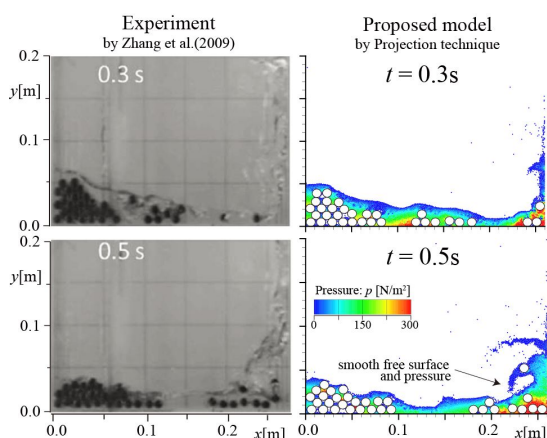 Experiment
by Zhang et al.(2009)
Proposed model
by Projection technique
0.2
0.3 s
y[m]
0.1
0.0
t = 0.3s
0.2
0.5 s
y[m]
0.1
0.0
0.0 0.1 0.2 x[m]
t = 0.5s
Pressure: p [N/m²]
0 150 300
smooth free surface
and pressure
0.0 0.1 0.2 x[m]